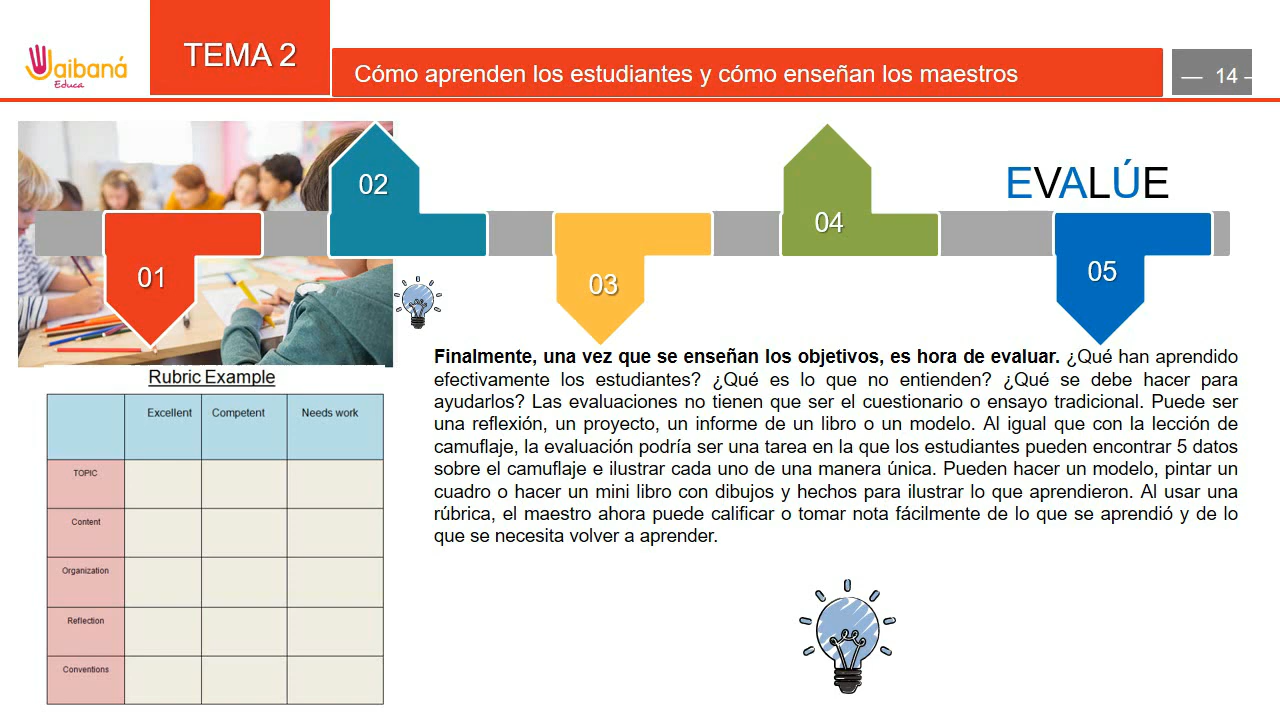 Jaibaná
Educa
TEMA 2
Cómo aprenden los estudiantes y cómo enseñan los maestros
— 14 –
02
04
EVALÚE
01
03
05
Finalmente, una vez que se enseñan los objetivos, es hora de evaluar. ¿Qué han aprendido
efectivamente los estudiantes? ¿Qué es lo que no entienden? ¿Qué se debe hacer para
ayudarlos? Las evaluaciones no tienen que ser el cuestionario o ensayo tradicional. Puede ser
una reflexión, un proyecto, un informe de un libro o un modelo. Al igual que con la lección de
camuflaje, la evaluación podría ser una tarea en la que los estudiantes pueden encontrar 5 datos
sobre el camuflaje e ilustrar cada uno de una manera única. Pueden hacer un modelo, pintar un
cuadro o hacer un mini libro con dibujos y hechos para ilustrar lo que aprendieron. Al usar una
rúbrica, el maestro ahora puede calificar o tomar nota fácilmente de lo que se aprendió y de lo
que se necesita volver a aprender.
Rubric Example
Excellent Competent Needs work
TOPIC
Content
Organization
Reflection
Conventions